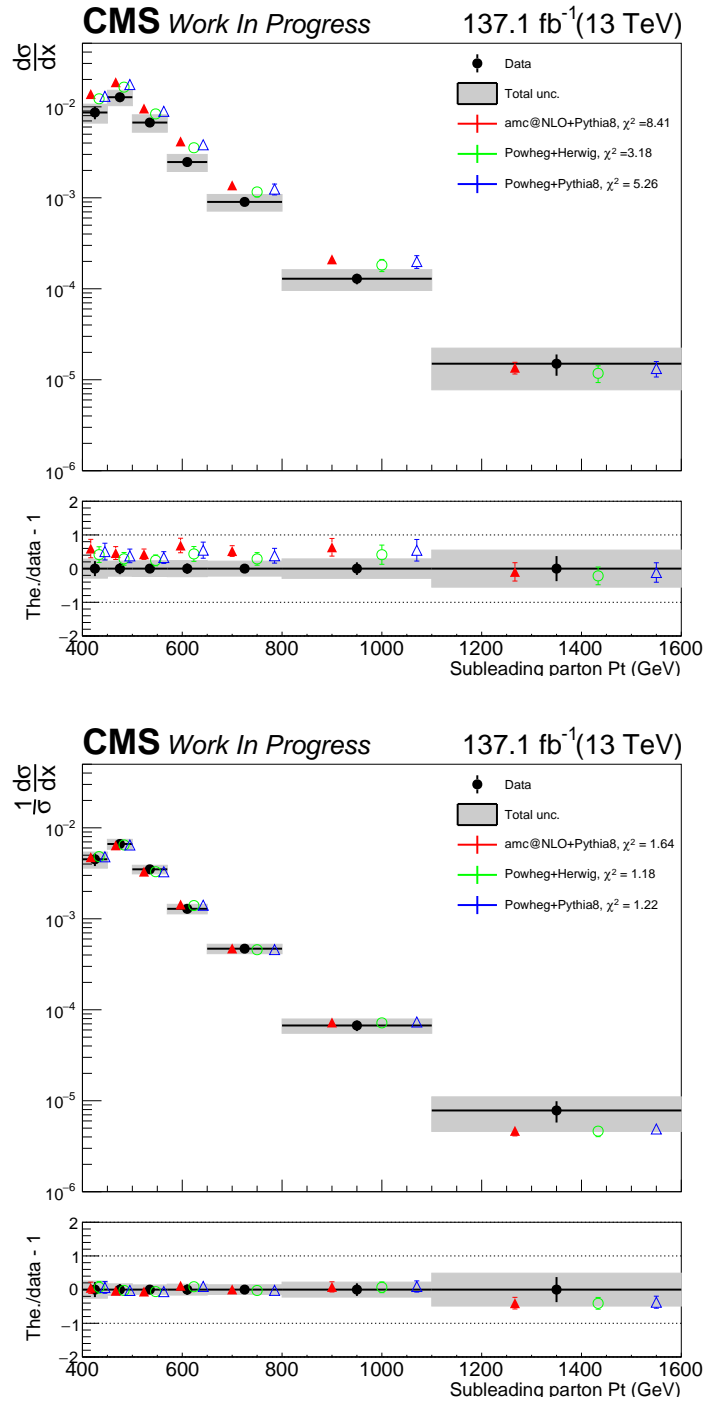 CMS Work In Progress 137.1 fb⁻¹(13 TeV)
dσ
dx
Data
Total unc.
amc@NLO+Pythia8, χ² =8.41
Powheg+Herwig, χ² =3.18
Powheg+Pythia8, χ² = 5.26
10⁻²
10⁻³
10⁻⁴
10⁻⁵
10⁻⁶
The./data - 1
2
1
0
−1
−2
400 600 800 1000 1200 1400 1600
Subleading parton Pt (GeV)
CMS Work In Progress 137.1 fb⁻¹(13 TeV)
1 dσ
σ dx
Data
Total unc.
amc@NLO+Pythia8, χ² = 1.64
Powheg+Herwig, χ² = 1.18
Powheg+Pythia8, χ² = 1.22
10⁻²
10⁻³
10⁻⁴
10⁻⁵
10⁻⁶
The./data - 1
2
1
0
−1
−2
400 600 800 1000 1200 1400 1600
Subleading parton Pt (GeV)